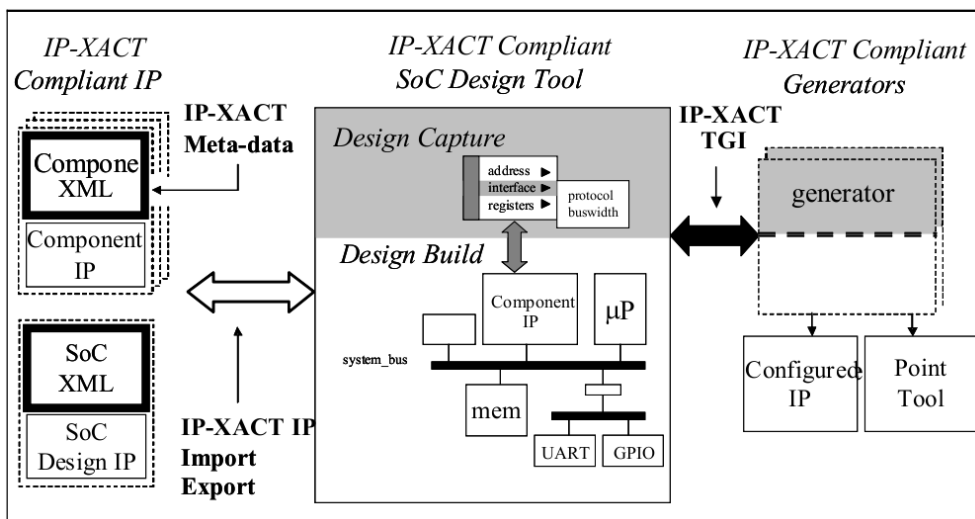 IP-XACT
Compliant IP
IP-XACT Compliant
SoC Design Tool
IP-XACT Compliant
Generators
IP-XACT
Meta-data
Compone
XML
Component
IP
SoC
XML
SoC
Design IP
IP-XACT IP
Import
Export
Design Capture
address
interface
registers
protocol
buswidth
Design Build
Component
IP
μP
system_bus
mem
UART
GPIO
IP-XACT
TGI
generator
Configured
IP
Point
Tool